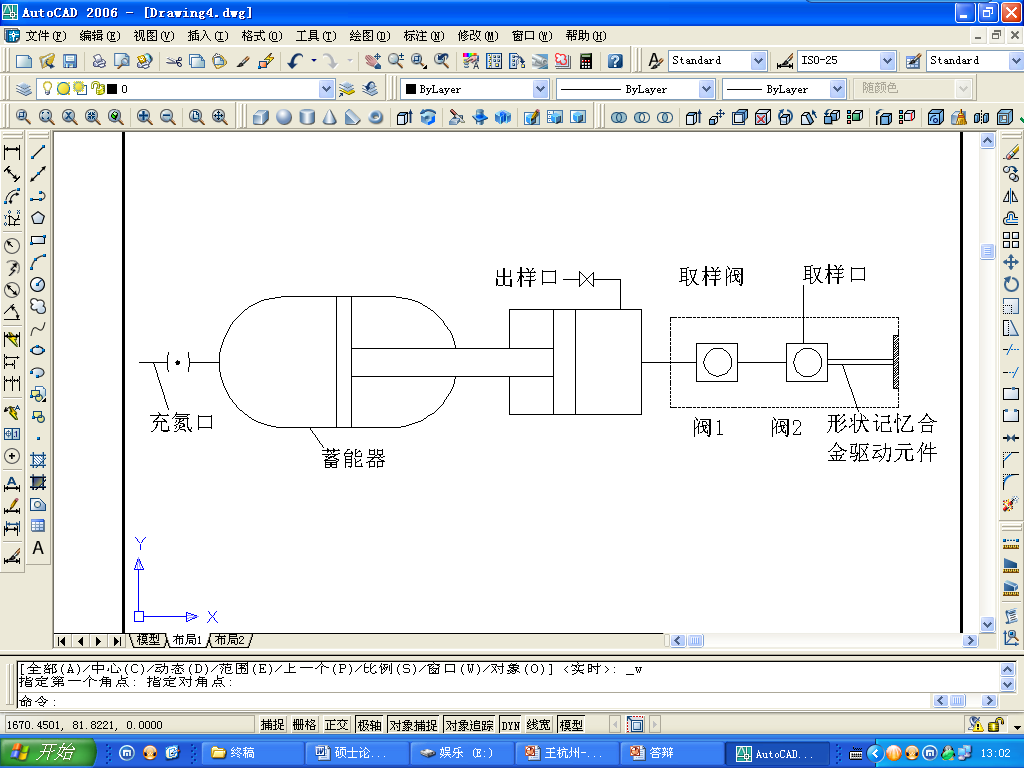 AutoCAD 2006 - [Drawing4.dwg]
文件(F) 编辑(E) 视图(V) 插入(I) 格式(O) 工具(T) 绘图(D) 标注(N) 修改(M) 窗口(W) 帮助(H)
Standard ISO-25 Standard
0 ByLayer ByLayer ByLayer 随颜色
出样口 取样阀 取样口
充氮口
蓄能器
阀1 阀2 形状记忆合
金驱动元件
Y
X
A
A
模型 布局1 布局2
[全部(A)/中心(C)/动态(D)/范围(E)/上一个(P)/比例(S)/窗口(W)/对象(O)] <实时>: _w
指定第一个角点: 指定对角点:
命令:
1670.4501, 81.8221, 0.0000 捕捉 栅格 正交 极轴 对象捕捉 对象追踪 DYN 线宽 模型
开始 终稿 硕士论... 娱乐 (E:) 王杭州-... 答辩 AutoCAD... 13:02